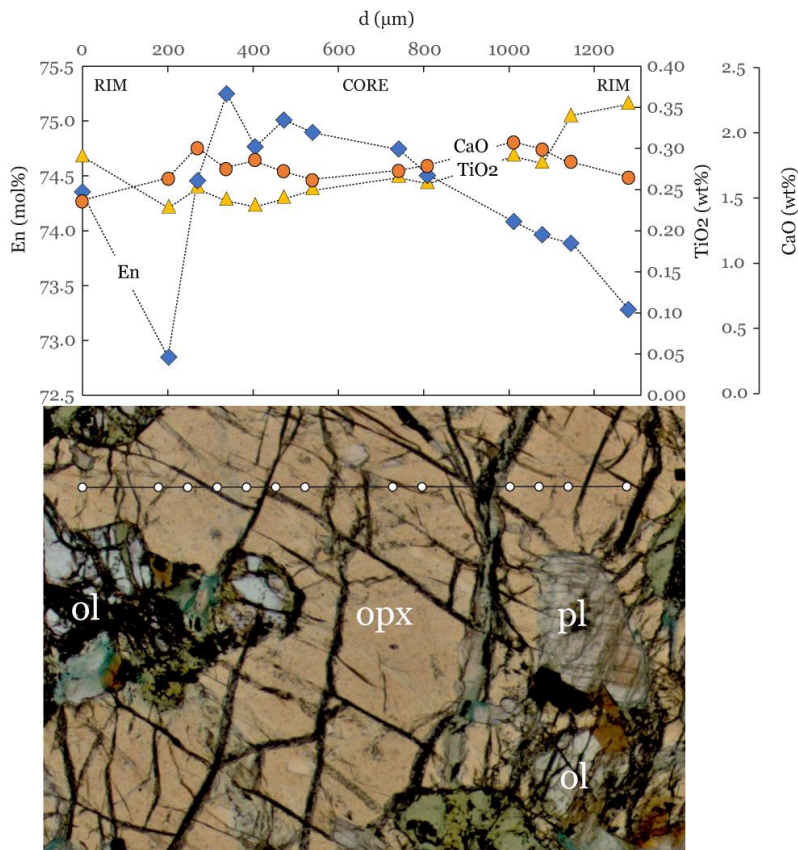 d (μm)
0 200 400 600 800 1000 1200
75.5 0.40 2.5
RIM CORE RIM
0.35
75.0 2.0
CaO 0.30
TiO2
74.5 0.25
1.5
En (mol%) 74.0 0.20 TiO2 (wt%) CaO (wt%)
En 0.15 1.0
73.5
0.10
73.0 0.5
0.05
72.5 0.00 0.0
ol opx pl
ol